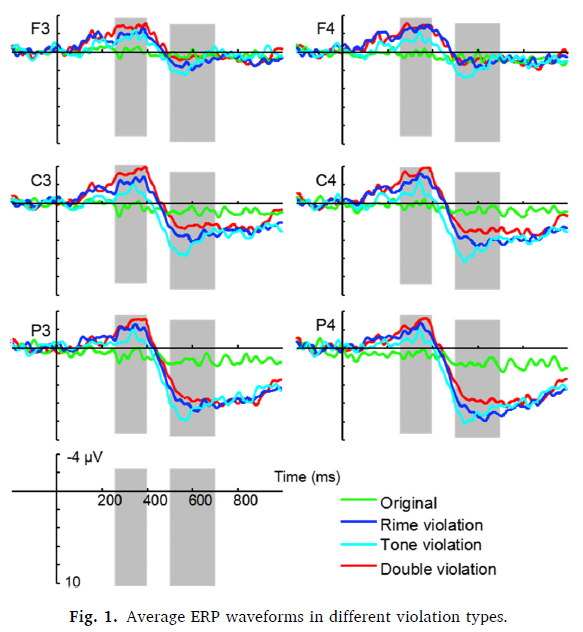 F3
F4
C3
C4
P3
P4
-4 µV
Time (ms)
200 400 600 800
10
Original
Rime violation
Tone violation
Double violation
Fig. 1. Average ERP waveforms in different violation types.